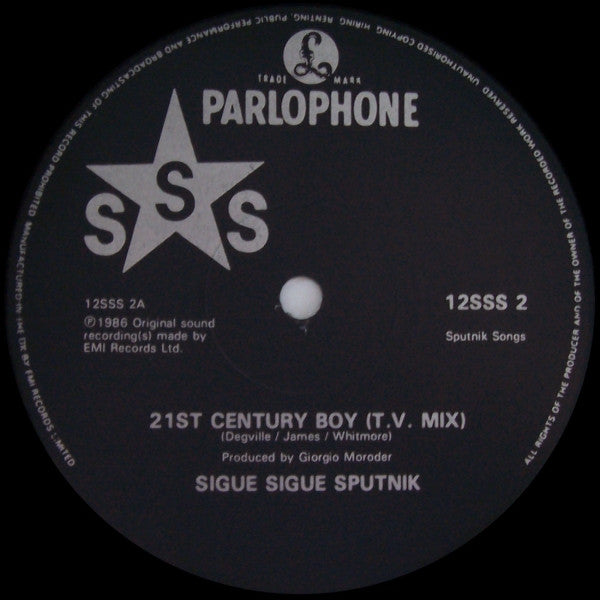 ALL RIGHTS OF THE PRODUCER AND OF THE OWNER OF THE RECORDED WORK RESERVED UNAUTHORISED COPYING, HIRING, RENTING, PUBLIC PERFORMANCE AND BROADCASTING OF THIS RECORD PROHIBITED MANUFACTURED IN THE UK BY EMI RECORDS LIMITED
£
TRADE MARK
PARLOPHONE
SSS
12SSS 2A
℗1986 Original sound
recording(s) made by
EMI Records Ltd.
12SSS 2
Sputnik Songs
21ST CENTURY BOY (T.V. MIX)
(Degville / James / Whitmore)
Produced by Giorgio Moroder
SIGUE SIGUE SPUTNIK